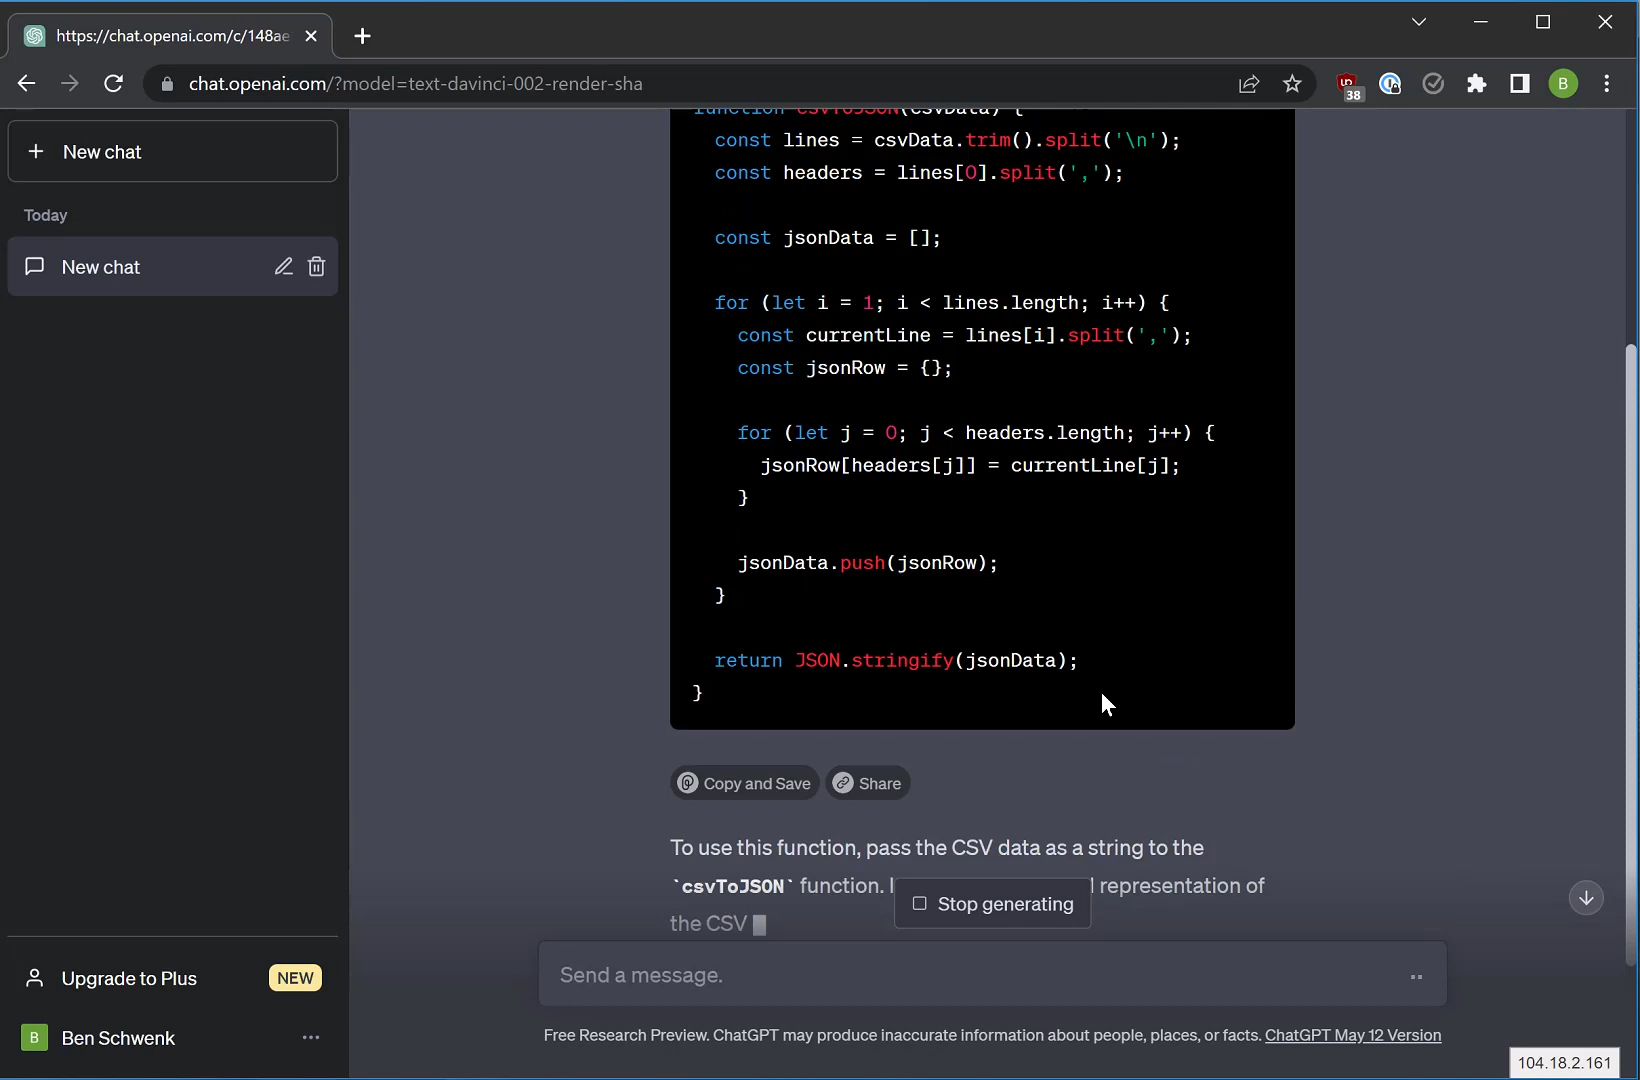 https://chat.openai.com/c/148ae
chat.openai.com/?model=text-davinci-002-render-sha
38
B
New chat
Today
New chat
function csvToJSON(csvData) {
const lines = csvData.trim().split('\n');
const headers = lines[0].split(',');
const jsonData = [];
for (let i = 1; i < lines.length; i++) {
const currentLine = lines[i].split(',');
const jsonRow = {};
for (let j = 0; j < headers.length; j++) {
jsonRow[headers[j]] = currentLine[j];
}
jsonData.push(jsonRow);
}
return JSON.stringify(jsonData);
}
Copy and Save
Share
To use this function, pass the CSV data as a string to the
`csvToJSON` function. representation of
the CSV
Stop generating
Send a message.
Free Research Preview. ChatGPT may produce inaccurate information about people, places, or facts. ChatGPT May 12 Version
Upgrade to Plus
NEW
B
Ben Schwenk
104.18.2.161